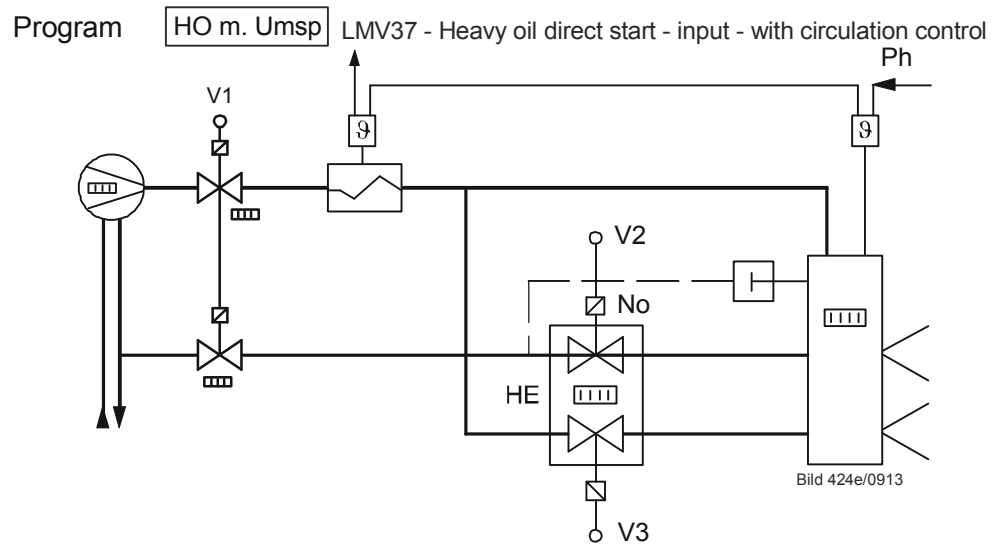 Program HO m. Umsp LMV37 - Heavy oil direct start - input - with circulation control
Ph
V1
ϑ ϑ
V2
No
HE
Bild 424e/0913
V3